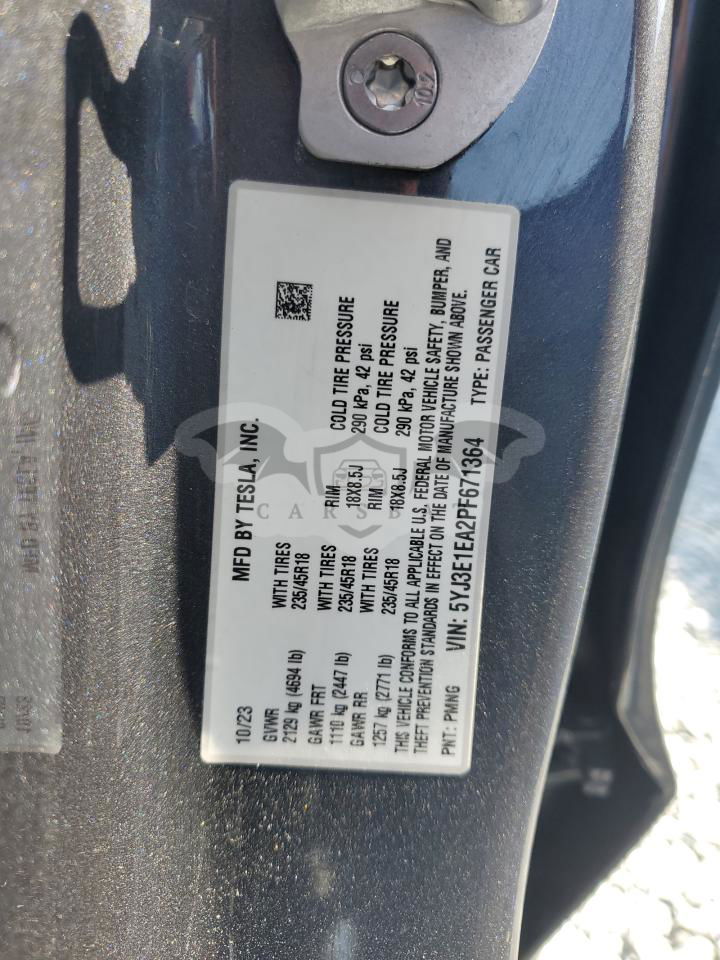 10.9
10/23 MFD BY TESLA, INC.
GVWR WITH TIRES RIM COLD TIRE PRESSURE
2129 kg (4694 lb) 235/45R18 18X8.5J 290 kPa, 42 psi
GAWR FRT WITH TIRES RIM COLD TIRE PRESSURE
1110 kg (2447 lb) 235/45R18 18X8.5J 290 kPa, 42 psi
GAWR RR WITH TIRES
1257 kg (2771 lb) 235/45R18
THIS VEHICLE CONFORMS TO ALL APPLICABLE U.S. FEDERAL MOTOR VEHICLE SAFETY, BUMPER, AND
THEFT PREVENTION STANDARDS IN EFFECT ON THE DATE OF MANUFACTURE SHOWN ABOVE.
PNT: PMNG VIN: 5YJ3E1EA2PF671364 TYPE: PASSENGER CAR